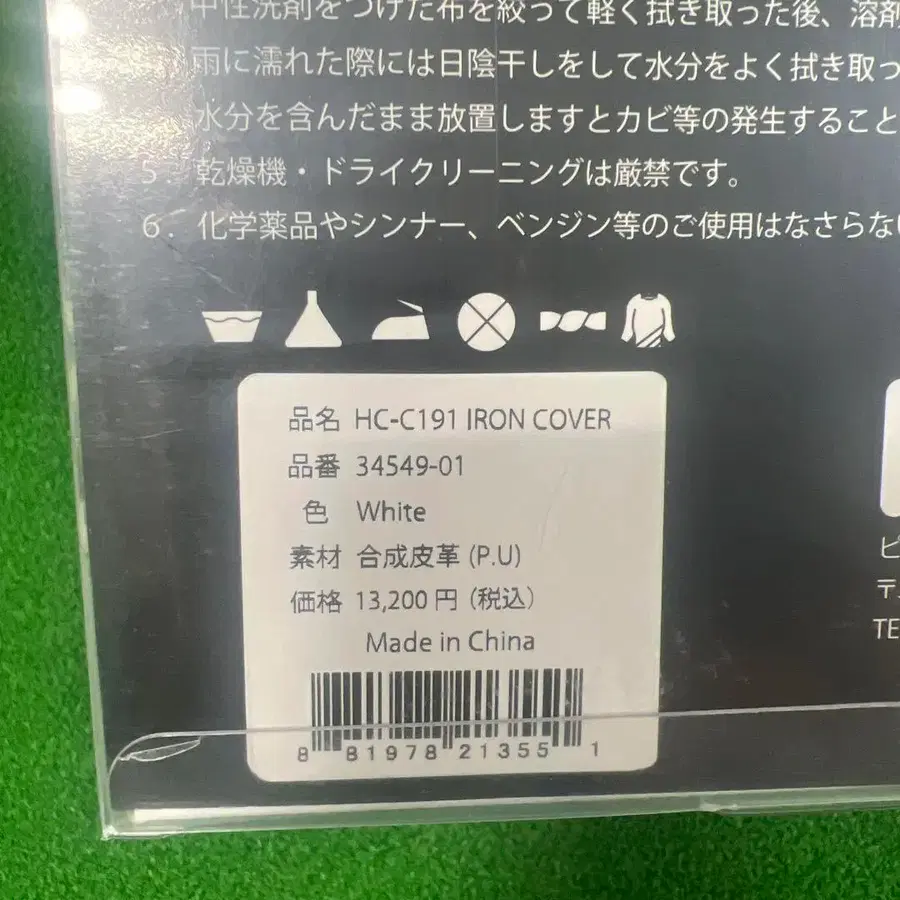 中性洗剤をつけた布を絞って軽く拭き取った後、溶剤
雨に濡れた際には日陰干しをして水分をよく拭き取っ
水分を含んだまま放置しますとカビ等の発生すること
5. 乾燥機・ドライクリーニングは厳禁です。
6. 化学薬品やシンナー、ベンジン等のご使用はなさらない
品名 HC-C191 IRON COVER
品番 34549-01
色 White
素材 合成皮革 (P.U)
価格 13,200 円 (税込)
Made in China
8 81978 21355 1
ピ
〒
TE